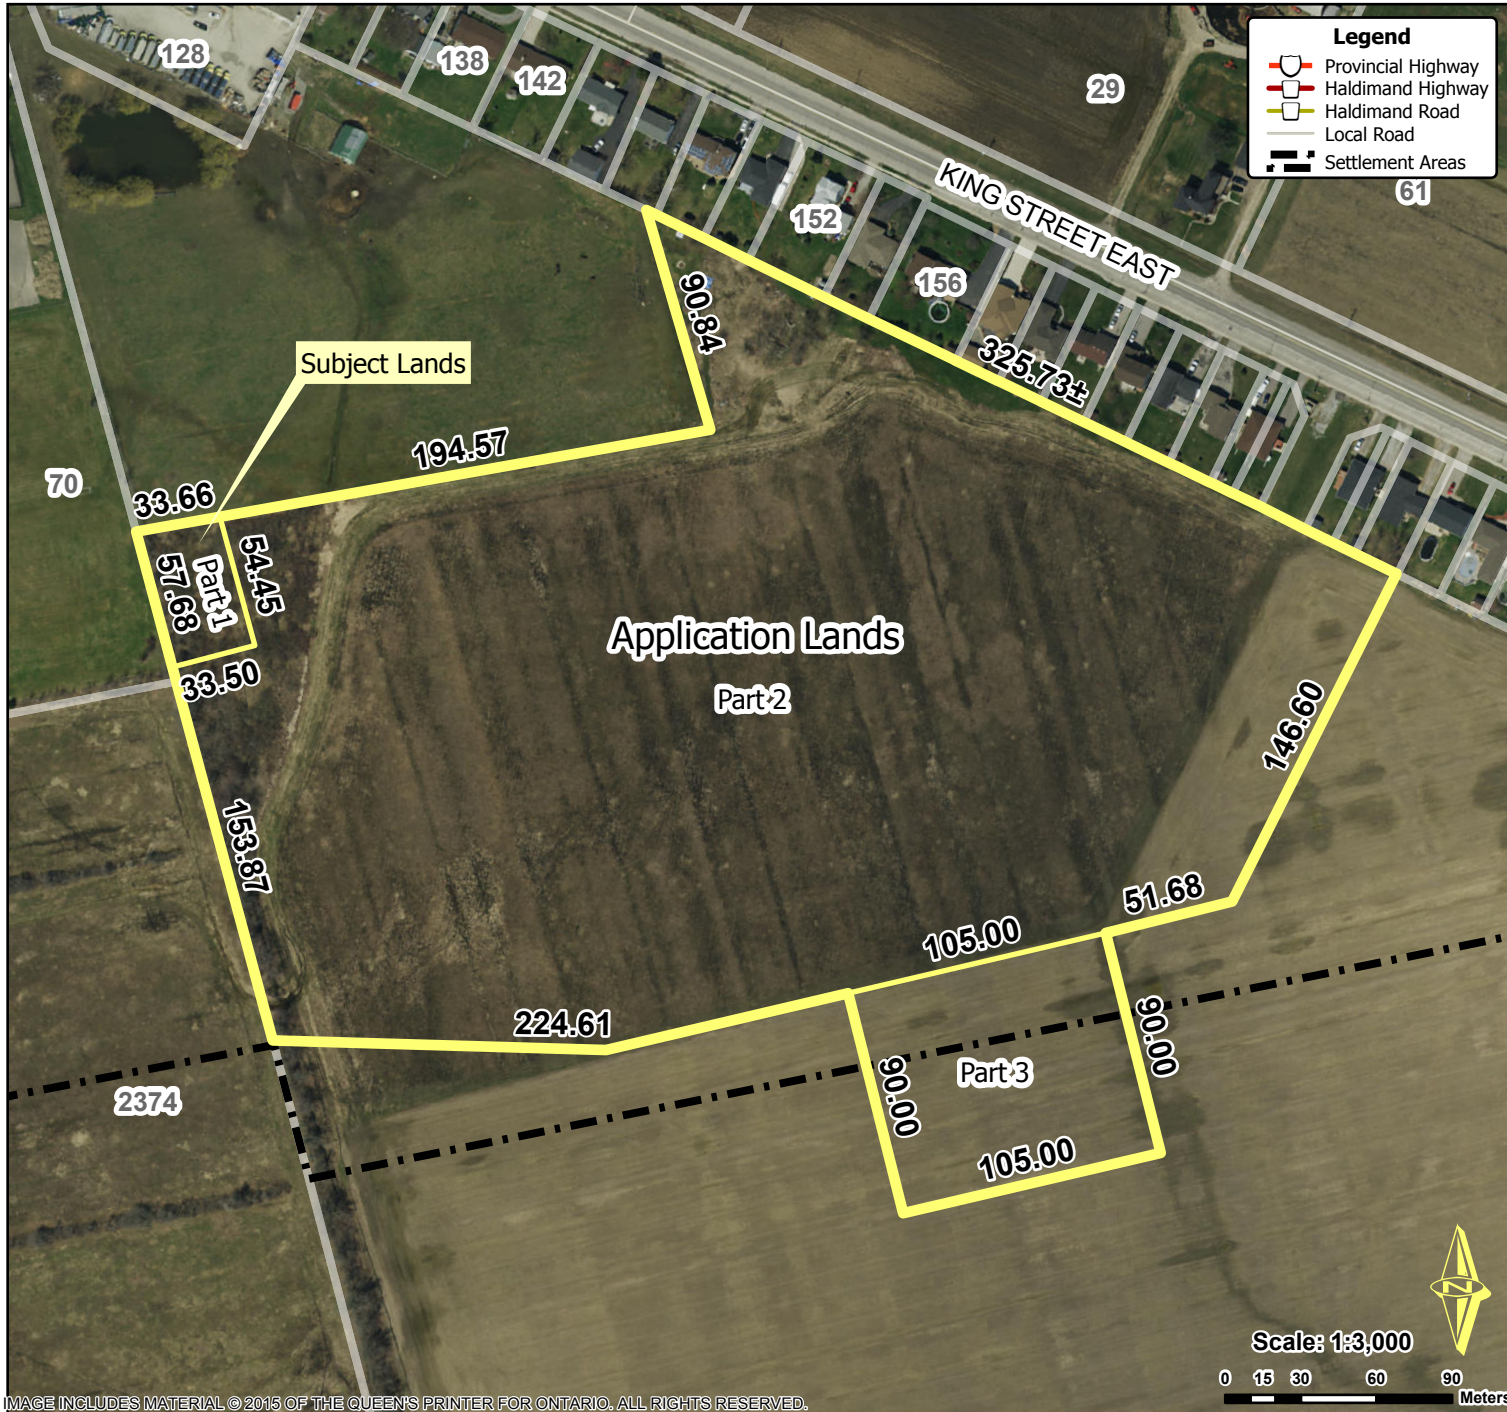 Legend
Provincial Highway
Haldimand Highway
Haldimand Road
Local Road
Settlement Areas
128
138
142
29
61
KING STREET EAST
152
156
90.84
325.73±
Subject Lands
194.57
70
33.66
57.68
Part 1
54.45
33.50
Application Lands
Part 2
146.60
153.87
51.68
105.00
224.61
90.00
Part 3
90.00
105.00
2374
N
Scale: 1:3,000
0 15 30 60 90
Meters
IMAGE INCLUDES MATERIAL © 2015 OF THE QUEEN'S PRINTER FOR ONTARIO. ALL RIGHTS RESERVED.